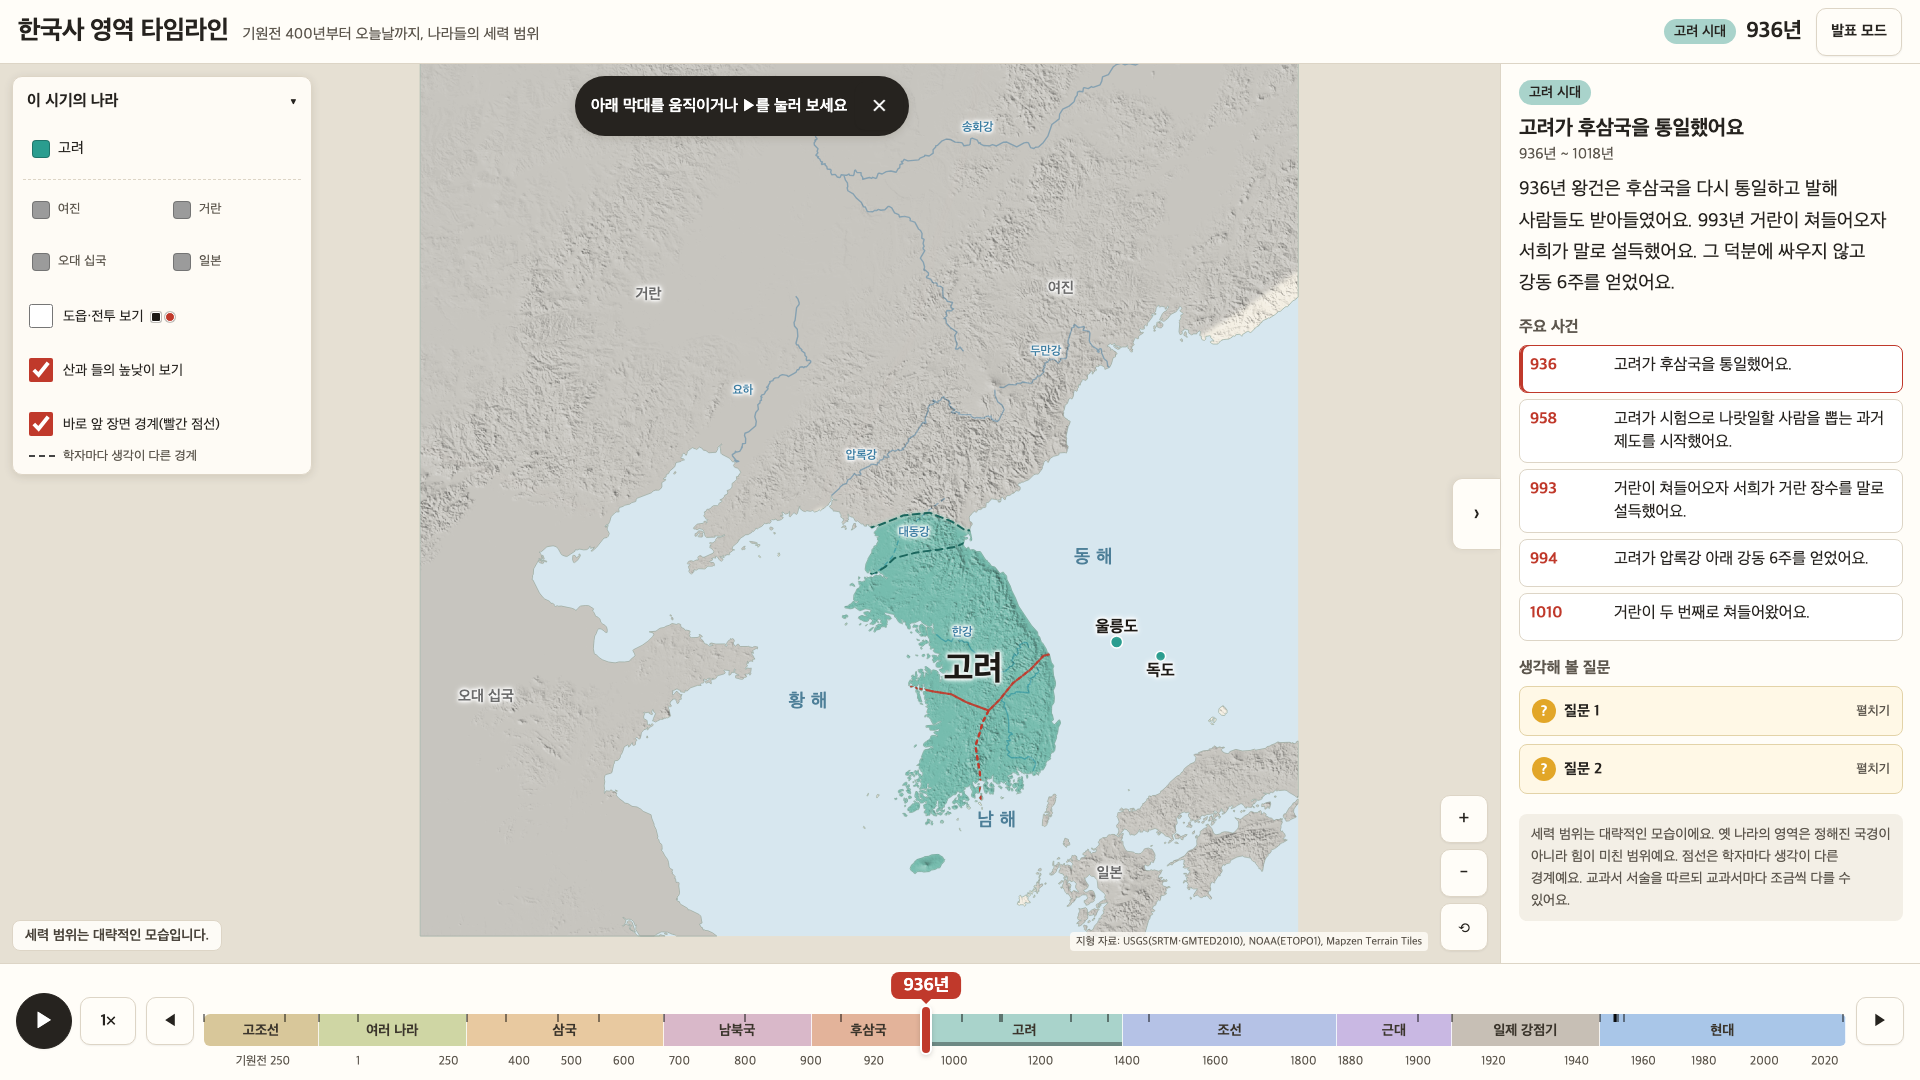 한국사 영역 타임라인
기원전 400년부터 오늘날까지, 나라들의 세력 범위
고려 시대
936년
발표 모드
이 시기의 나라
▼
고려
여진
거란
오대 십국
일본
도읍·전투 보기
산과 들의 높낮이 보기
바로 앞 장면 경계(빨간 점선)
학자마다 생각이 다른 경계
아래 막대를 움직이거나 ▶를 눌러 보세요 ✕
송화강
거란
여진
두만강
요하
압록강
대동강
동 해
한강
고려
울릉도
독도
오대 십국
황 해
남 해
일본
세력 범위는 대략적인 모습입니다.
지형 자료: USGS(SRTM·GMTED2010), NOAA(ETOPO1), Mapzen Terrain Tiles
›
+
−
⟲
고려 시대
고려가 후삼국을 통일했어요
936년 ~ 1018년
936년 왕건은 후삼국을 다시 통일하고 발해
사람들도 받아들였어요. 993년 거란이 쳐들어오자
서희가 말로 설득했어요. 그 덕분에 싸우지 않고
강동 6주를 얻었어요.
주요 사건
936 고려가 후삼국을 통일했어요.
958 고려가 시험으로 나랏일할 사람을 뽑는 과거
제도를 시작했어요.
993 거란이 쳐들어오자 서희가 거란 장수를 말로
설득했어요.
994 고려가 압록강 아래 강동 6주를 얻었어요.
1010 거란이 두 번째로 쳐들어왔어요.
생각해 볼 질문
? 질문 1 펼치기
? 질문 2 펼치기
세력 범위는 대략적인 모습이에요. 옛 나라의 영역은 정해진 국경이
아니라 힘이 미친 범위예요. 점선은 학자마다 생각이 다른
경계예요. 교과서 서술을 따르되 교과서마다 조금씩 다를 수
있어요.
936년
▶ 1× ◀
고조선 여러 나라 삼국 남북국 후삼국 고려 조선 근대 일제 강점기 현대
▶
기원전 250 1 250 400 500 600 700 800 900 920 1000 1200 1400 1600 1800 1880 1900 1920 1940 1960 1980 2000 2020